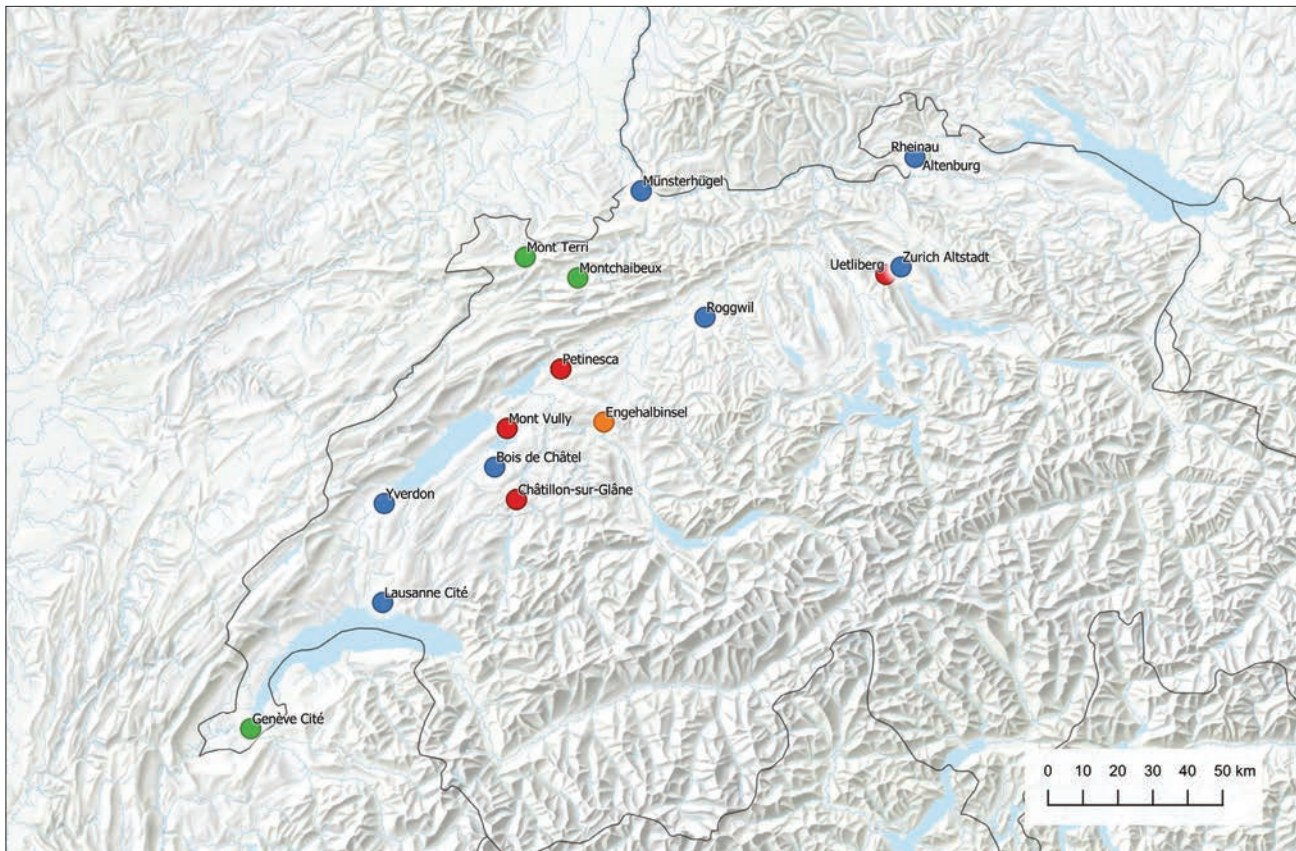 Rheinau
Altenburg
Münsterhügel
Mont Terri
Montchaibeux
Uetliberg
Zurich Altstadt
Roggwil
Petinesca
Mont Vully
Engehalbinsel
Bois de Châtel
Yverdon
Châtillon-sur-Glâne
Lausanne Cité
Genève Cité
0 10 20 30 40 50 km